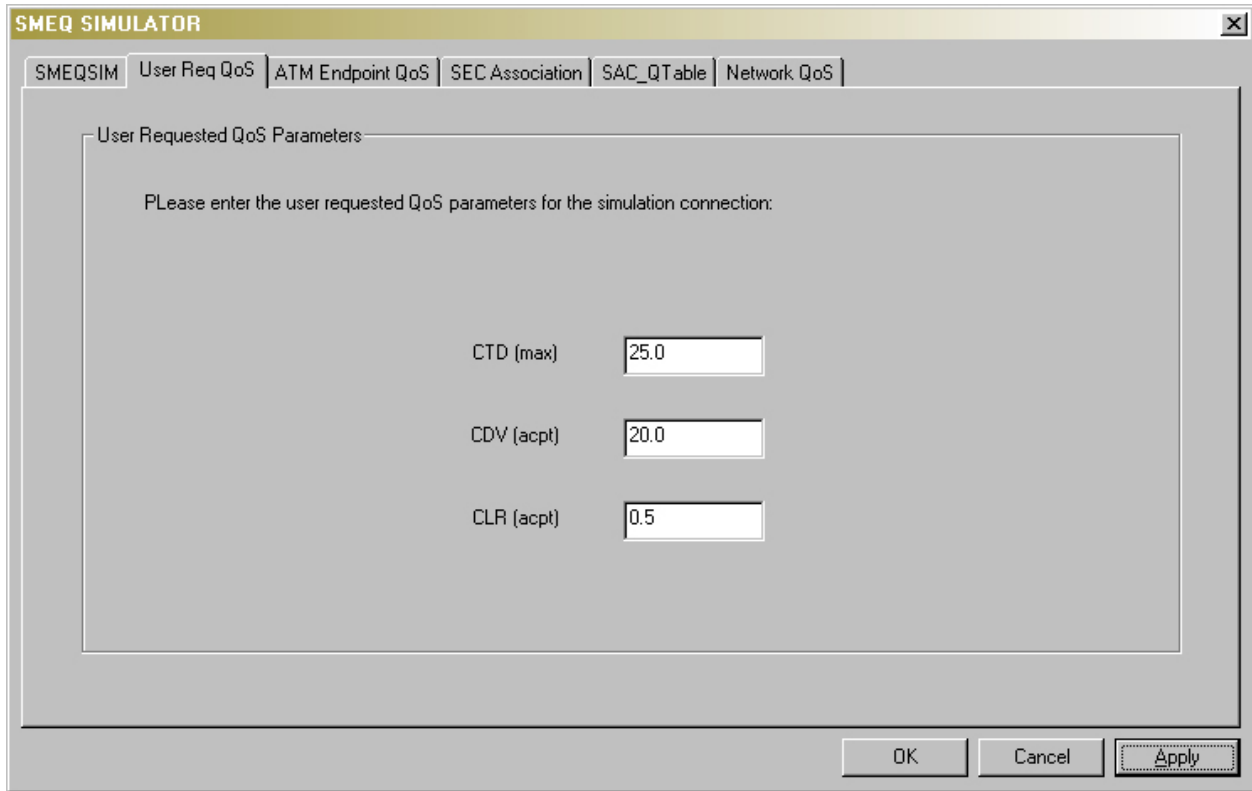 SMEQ SIMULATOR
SMEQSIM User Req QoS ATM Endpoint QoS SEC Association SAC_QTable Network QoS
User Requested QoS Parameters
PLease enter the user requested QoS parameters for the simulation connection:
CTD (max) 25.0
CDV (acpt) 20.0
CLR (acpt) 0.5
OK Cancel Apply